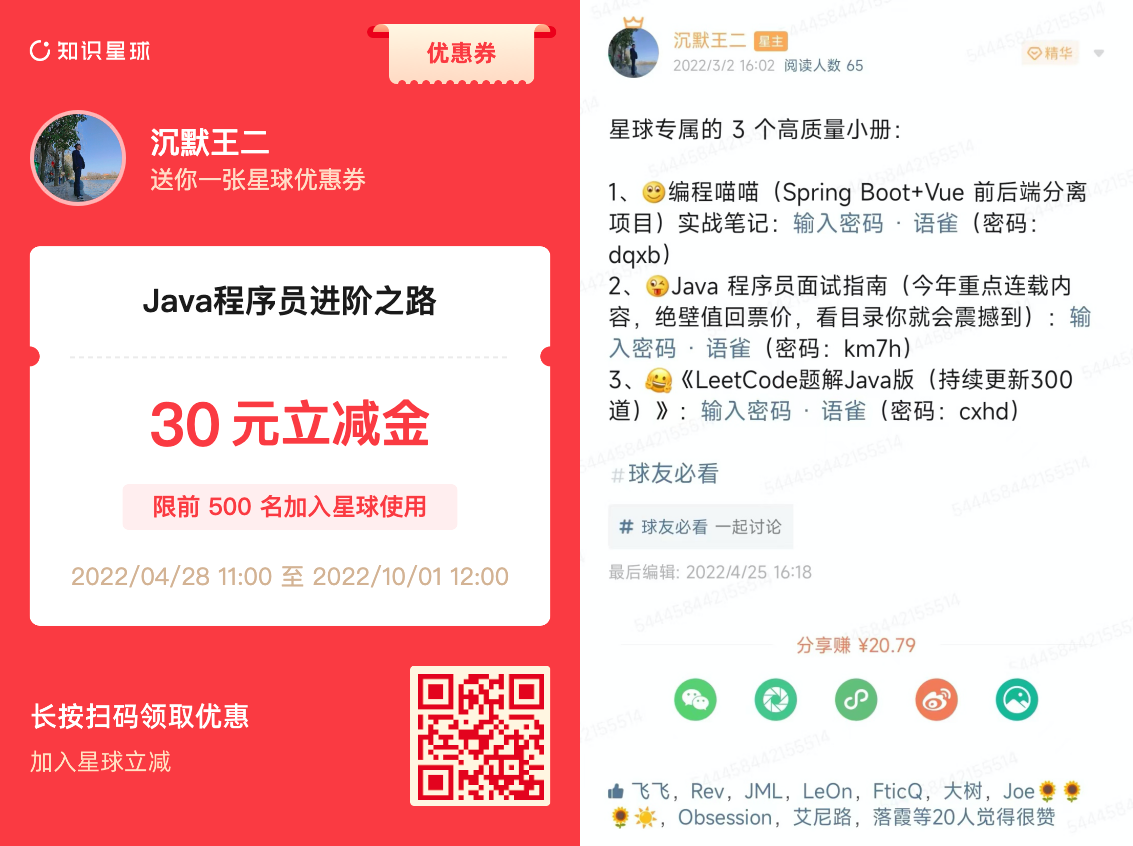 知识星球
优惠券
沉默王二
送你一张星球优惠券
Java程序员进阶之路
30 元立减金
限前 500 名加入星球使用
2022/04/28 11:00 至 2022/10/01 12:00
长按扫码领取优惠
加入星球立减
沉默王二 星主
2022/3/2 16:02 阅读人数 65
精华
星球专属的 3 个高质量小册：
1、🙂编程喵喵（Spring Boot+Vue 前后端分离
项目）实战笔记：输入密码 · 语雀（密码：
dqxb）
2、😜Java 程序员面试指南（今年重点连载内
容，绝壁值回票价，看目录你就会震撼到）：输
入密码 · 语雀（密码：km7h）
3、🤗《LeetCode题解Java版（持续更新300
道）》：输入密码 · 语雀（密码：cxhd）
#球友必看
# 球友必看 一起讨论
最后编辑: 2022/4/25 16:18
分享赚 ¥20.79
飞飞，Rev，JML，LeOn，FticQ，大树，Joe🌻🌻
🌻☀️，Obsession，艾尼路，落霞等20人觉得很赞
544458442155514